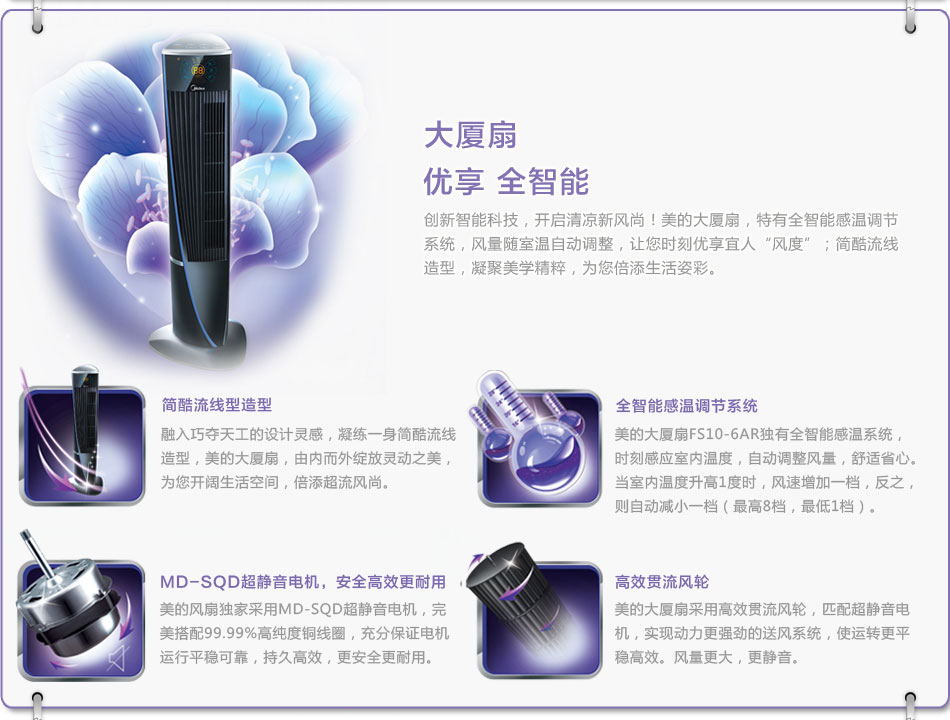 88
Midea
大厦扇
优享 全智能
创新智能科技，开启清凉新风尚！美的大厦扇，特有全智能感温调节
系统，风量随室温自动调整，让您时刻优享宜人“风度”；简酷流线
造型，凝聚美学精粹，为您倍添生活姿彩。
简酷流线型造型
融入巧夺天工的设计灵感，凝练一身简酷流线
造型，美的大厦扇，由内而外绽放灵动之美，
为您开阔生活空间，倍添超流风尚。
全智能感温调节系统
美的大厦扇FS10-6AR独有全智能感温系统，
时刻感应室内温度，自动调整风量，舒适省心。
当室内温度升高1度时，风速增加一档，反之，
则自动减小一档（最高8档，最低1档）。
MD-SQD超静音电机，安全高效更耐用
美的风扇独家采用MD-SQD超静音电机，完
美搭配99.99%高纯度铜线圈，充分保证电机
运行平稳可靠，持久高效，更安全更耐用。
高效贯流风轮
美的大厦扇采用高效贯流风轮，匹配超静音电
机，实现动力更强劲的送风系统，使运转更平
稳高效。风量更大，更静音。